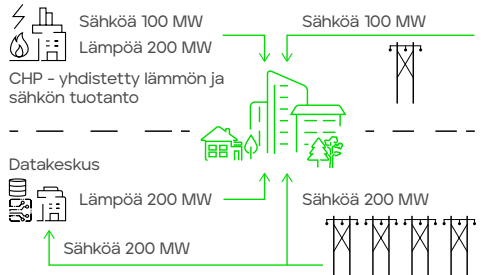 Sähköä 100 MW
Lämpöä 200 MW
Sähköä 100 MW
CHP - yhdistetty lämmön ja
sähkön tuotanto
Datakeskus
Lämpöä 200 MW
Sähköä 200 MW
Sähköä 200 MW